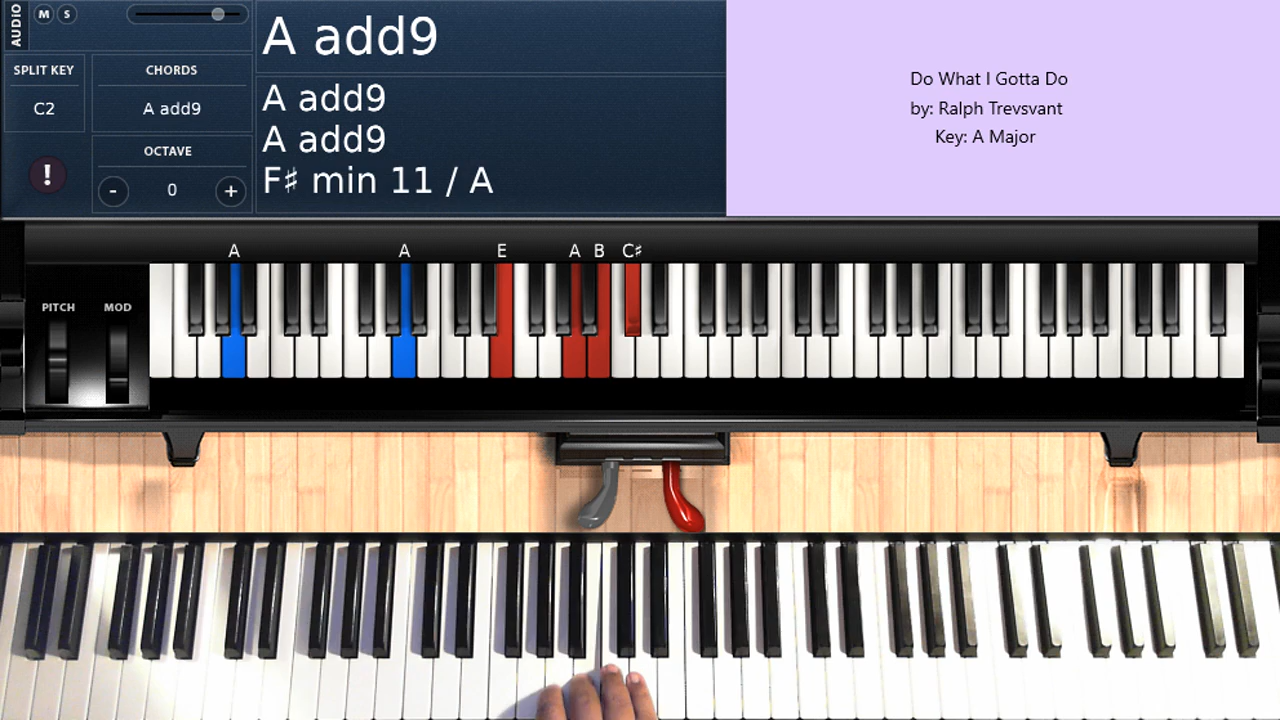 AUDIO
M S
SPLIT KEY
C2
!
CHORDS
A add9
OCTAVE
- 0 +
A add9
A add9
A add9
F♯ min 11 / A
Do What I Gotta Do
by: Ralph Trevsvant
Key: A Major
A A E A B C♯
PITCH MOD